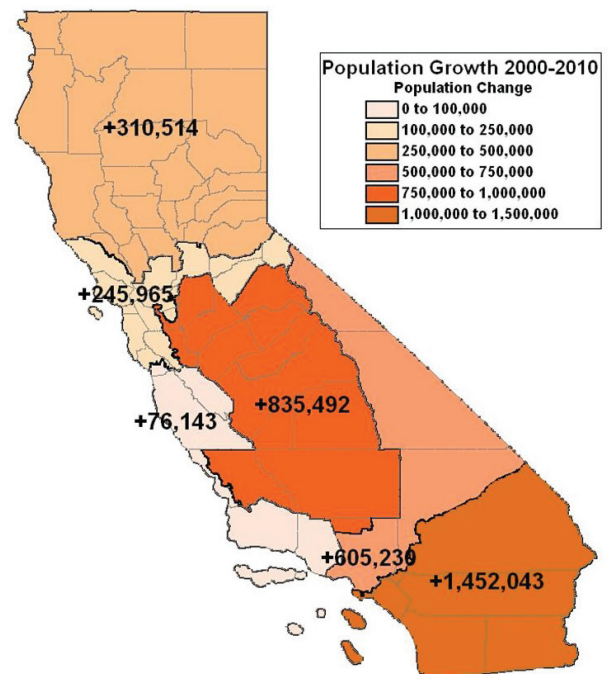 Population Growth 2000-2010
Population Change
0 to 100,000
100,000 to 250,000
250,000 to 500,000
500,000 to 750,000
750,000 to 1,000,000
1,000,000 to 1,500,000
+310,514
+245,965
+835,492
+76,143
+605,230
+1,452,043